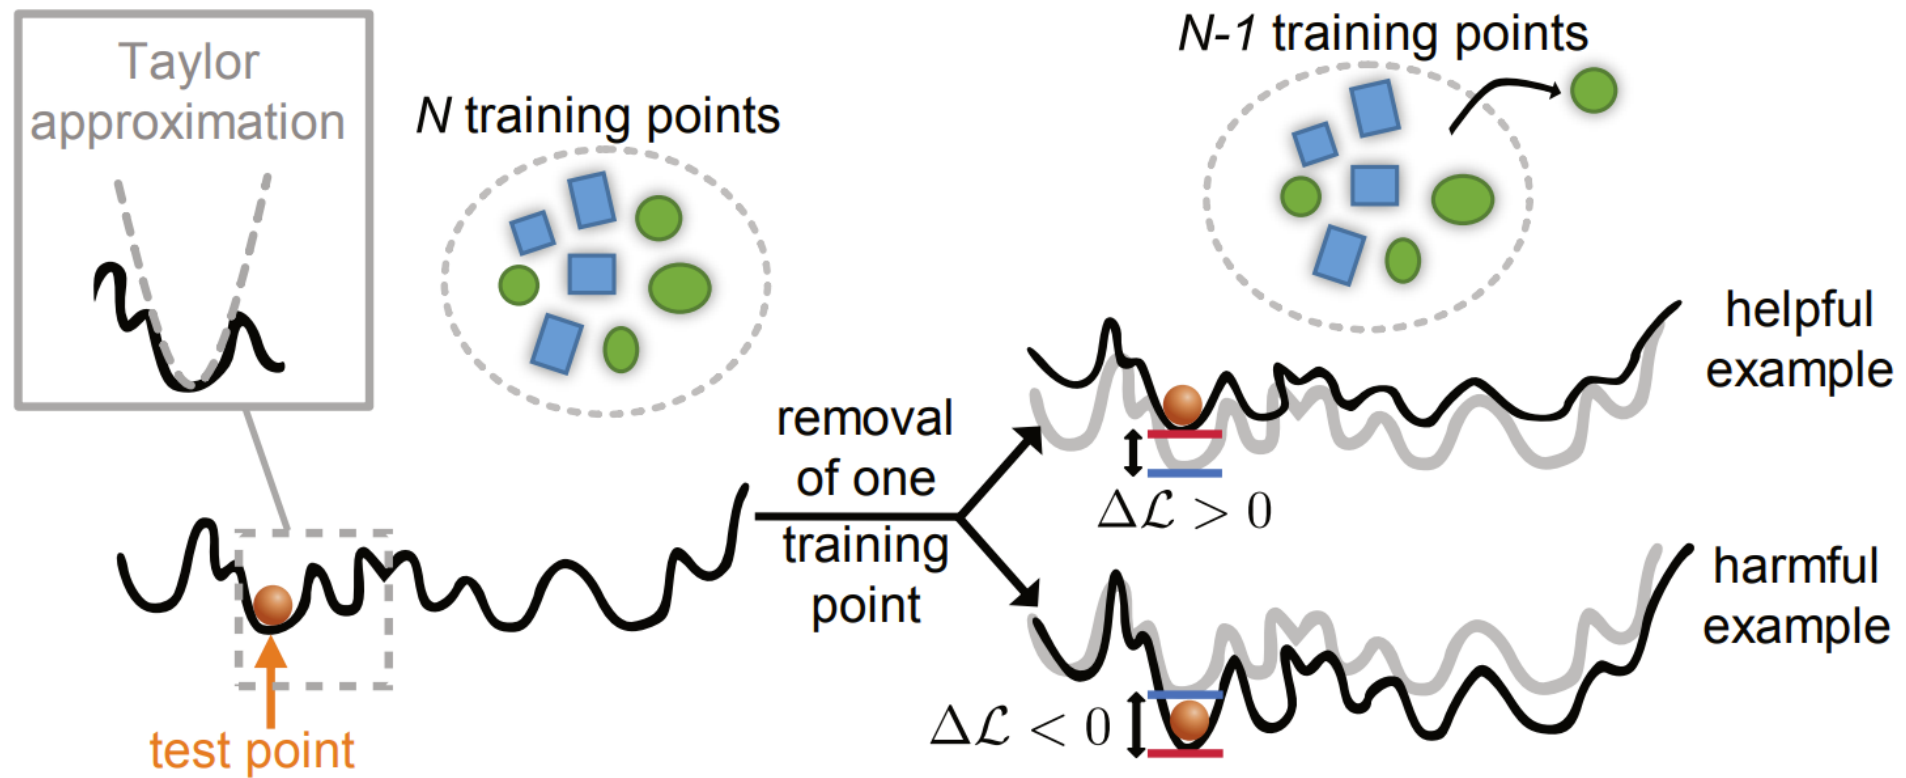 Taylor
approximation
N training points
N-1 training points
helpful
example
removal
of one
training
point
Δℒ > 0
harmful
example
Δℒ < 0
test point